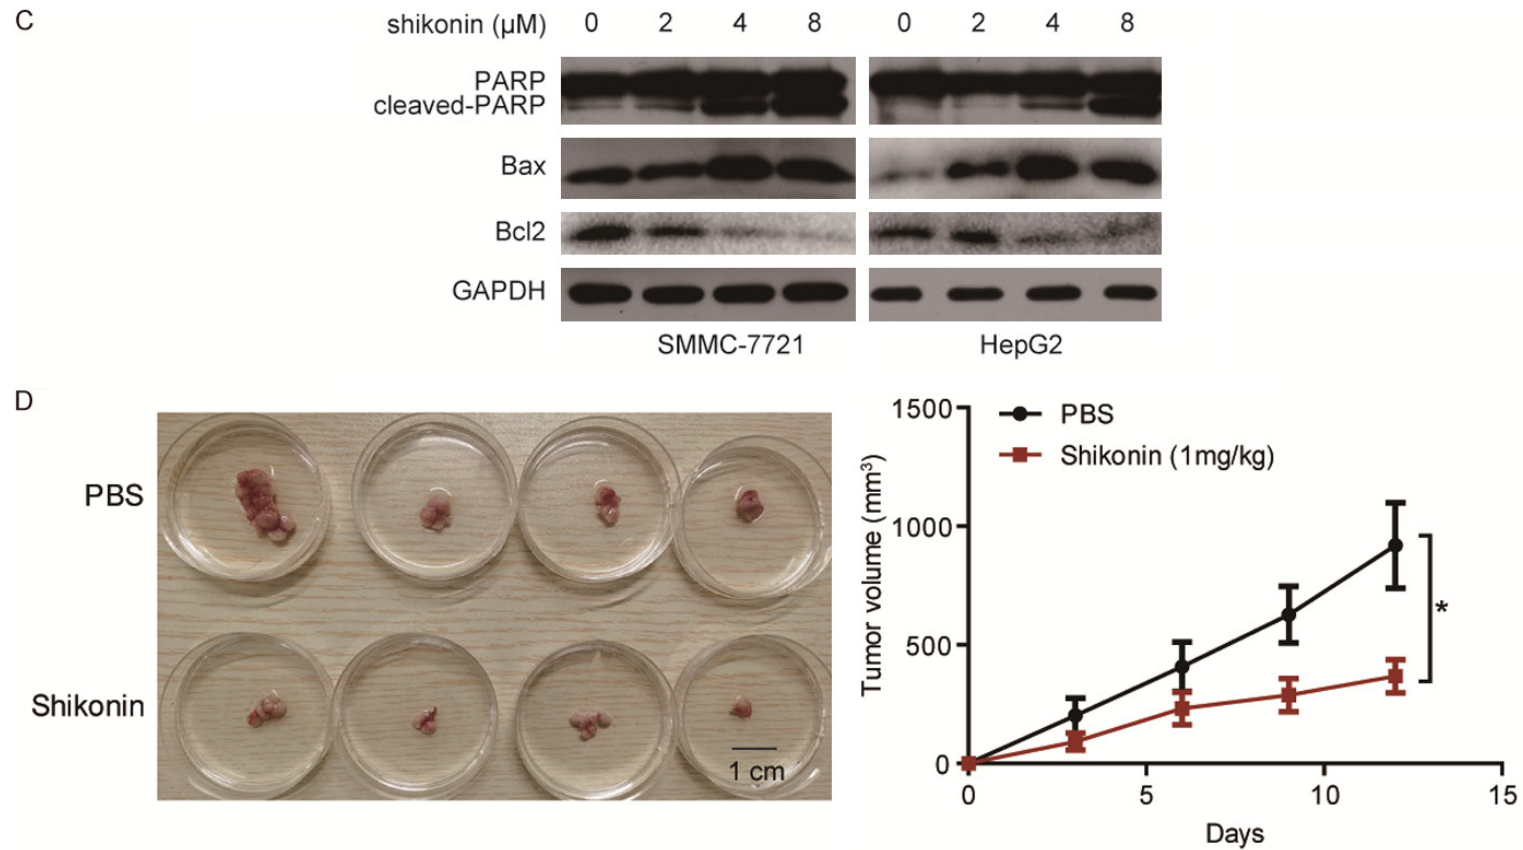 C
shikonin (µM) 0 2 4 8 0 2 4 8
PARP
cleaved-PARP
Bax
Bcl2
GAPDH
SMMC-7721 HepG2
D
PBS
Shikonin
1 cm
PBS
Shikonin (1mg/kg)
Tumor volume (mm³)
1500
1000
500
0
*
0 5 10 15
Days